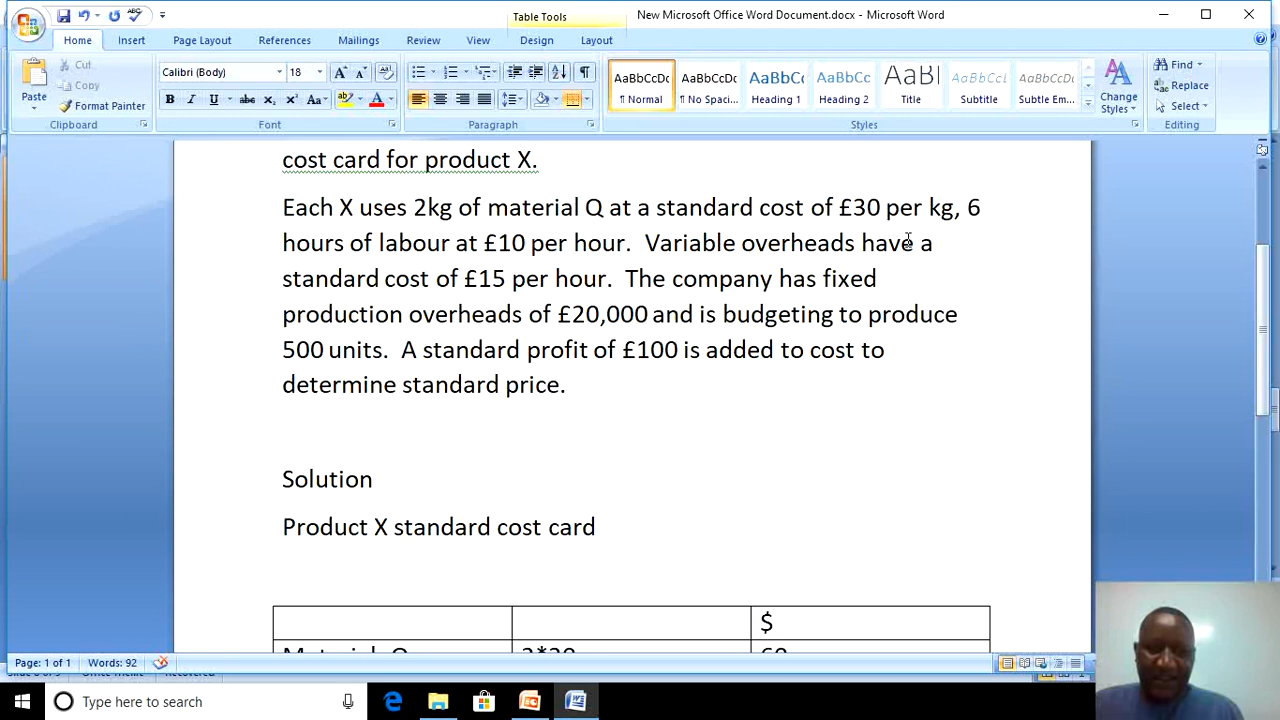 Table Tools
New Microsoft Office Word Document.docx - Microsoft Word
Home Insert Page Layout References Mailings Review View Design Layout
Cut
Copy
Format Painter
Paste
Clipboard
Calibri (Body) 18
B I U abc X₂ X² Aa
Font
Paragraph
AaBbCcDc AaBbCcDc AaBbC AaBbCc AaBl AaBbCcL AaBbCcDc
¶ Normal ¶ No Spaci... Heading 1 Heading 2 Title Subtitle Subtle Em...
Change
Styles
Styles
Find
Replace
Select
Editing
cost card for product X.
Each X uses 2kg of material Q at a standard cost of £30 per kg, 6
hours of labour at £10 per hour. Variable overheads have a
standard cost of £15 per hour. The company has fixed
production overheads of £20,000 and is budgeting to produce
500 units. A standard profit of £100 is added to cost to
determine standard price.
Solution
Product X standard cost card
$
Page: 1 of 1 Words: 92
Type here to search